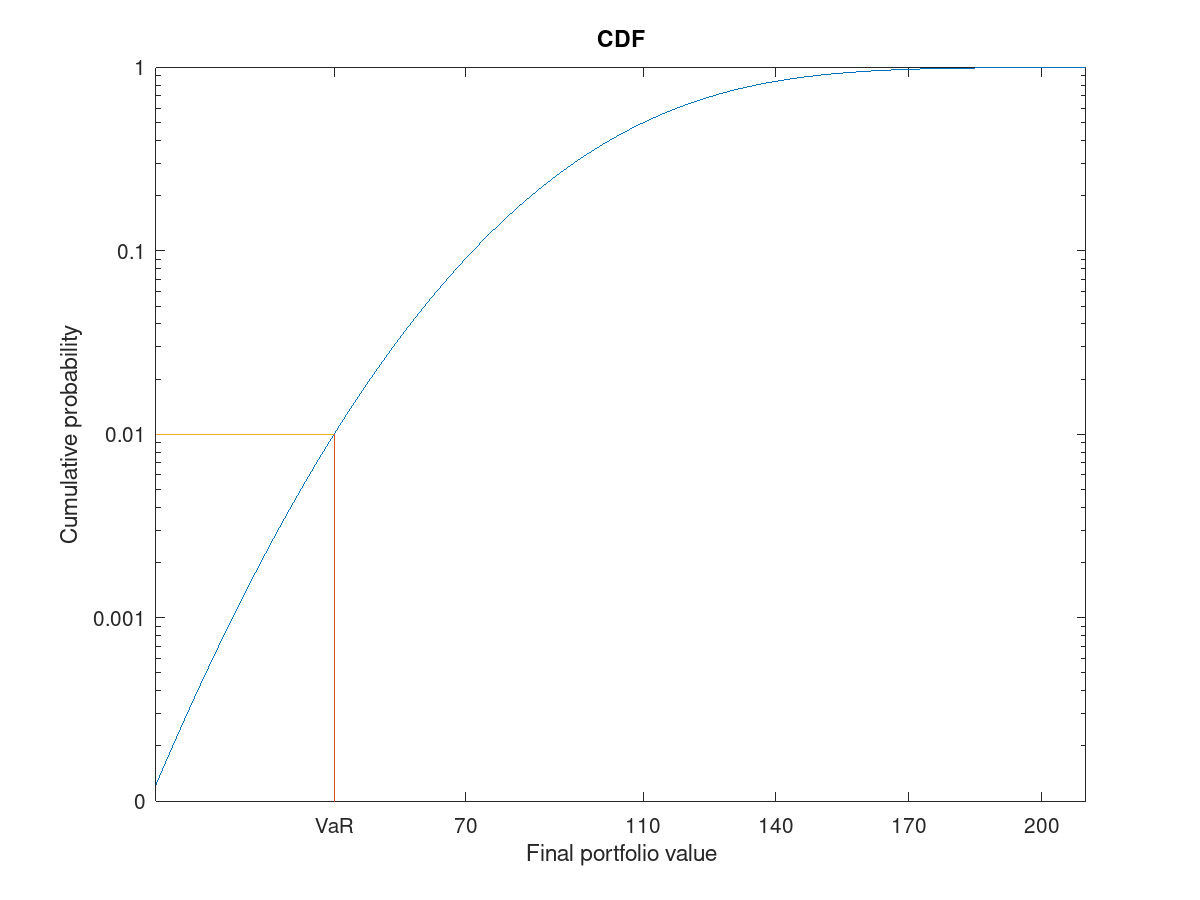 CDF
1
0.1
0.01
0.001
0
Cumulative probability
VaR 70 110 140 170 200
Final portfolio value